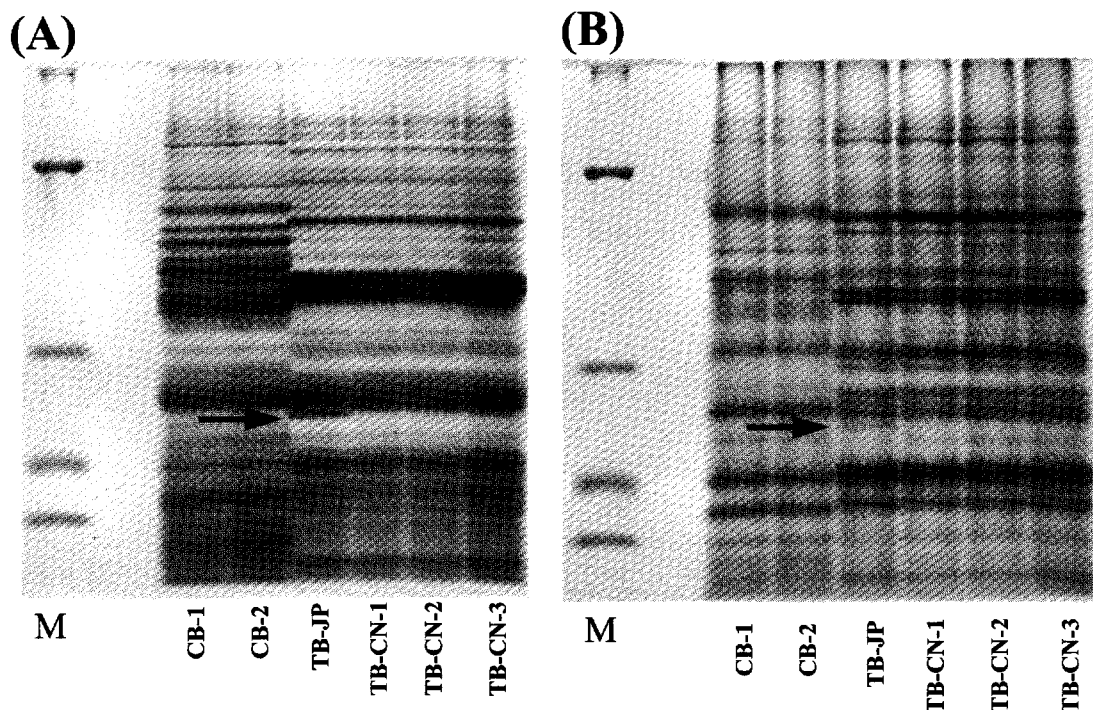 (A)
(B)
M
CB-1
CB-2
TB-JP
TB-CN-1
TB-CN-2
TB-CN-3
M
CB-1
CB-2
TB-JP
TB-CN-1
TB-CN-2
TB-CN-3